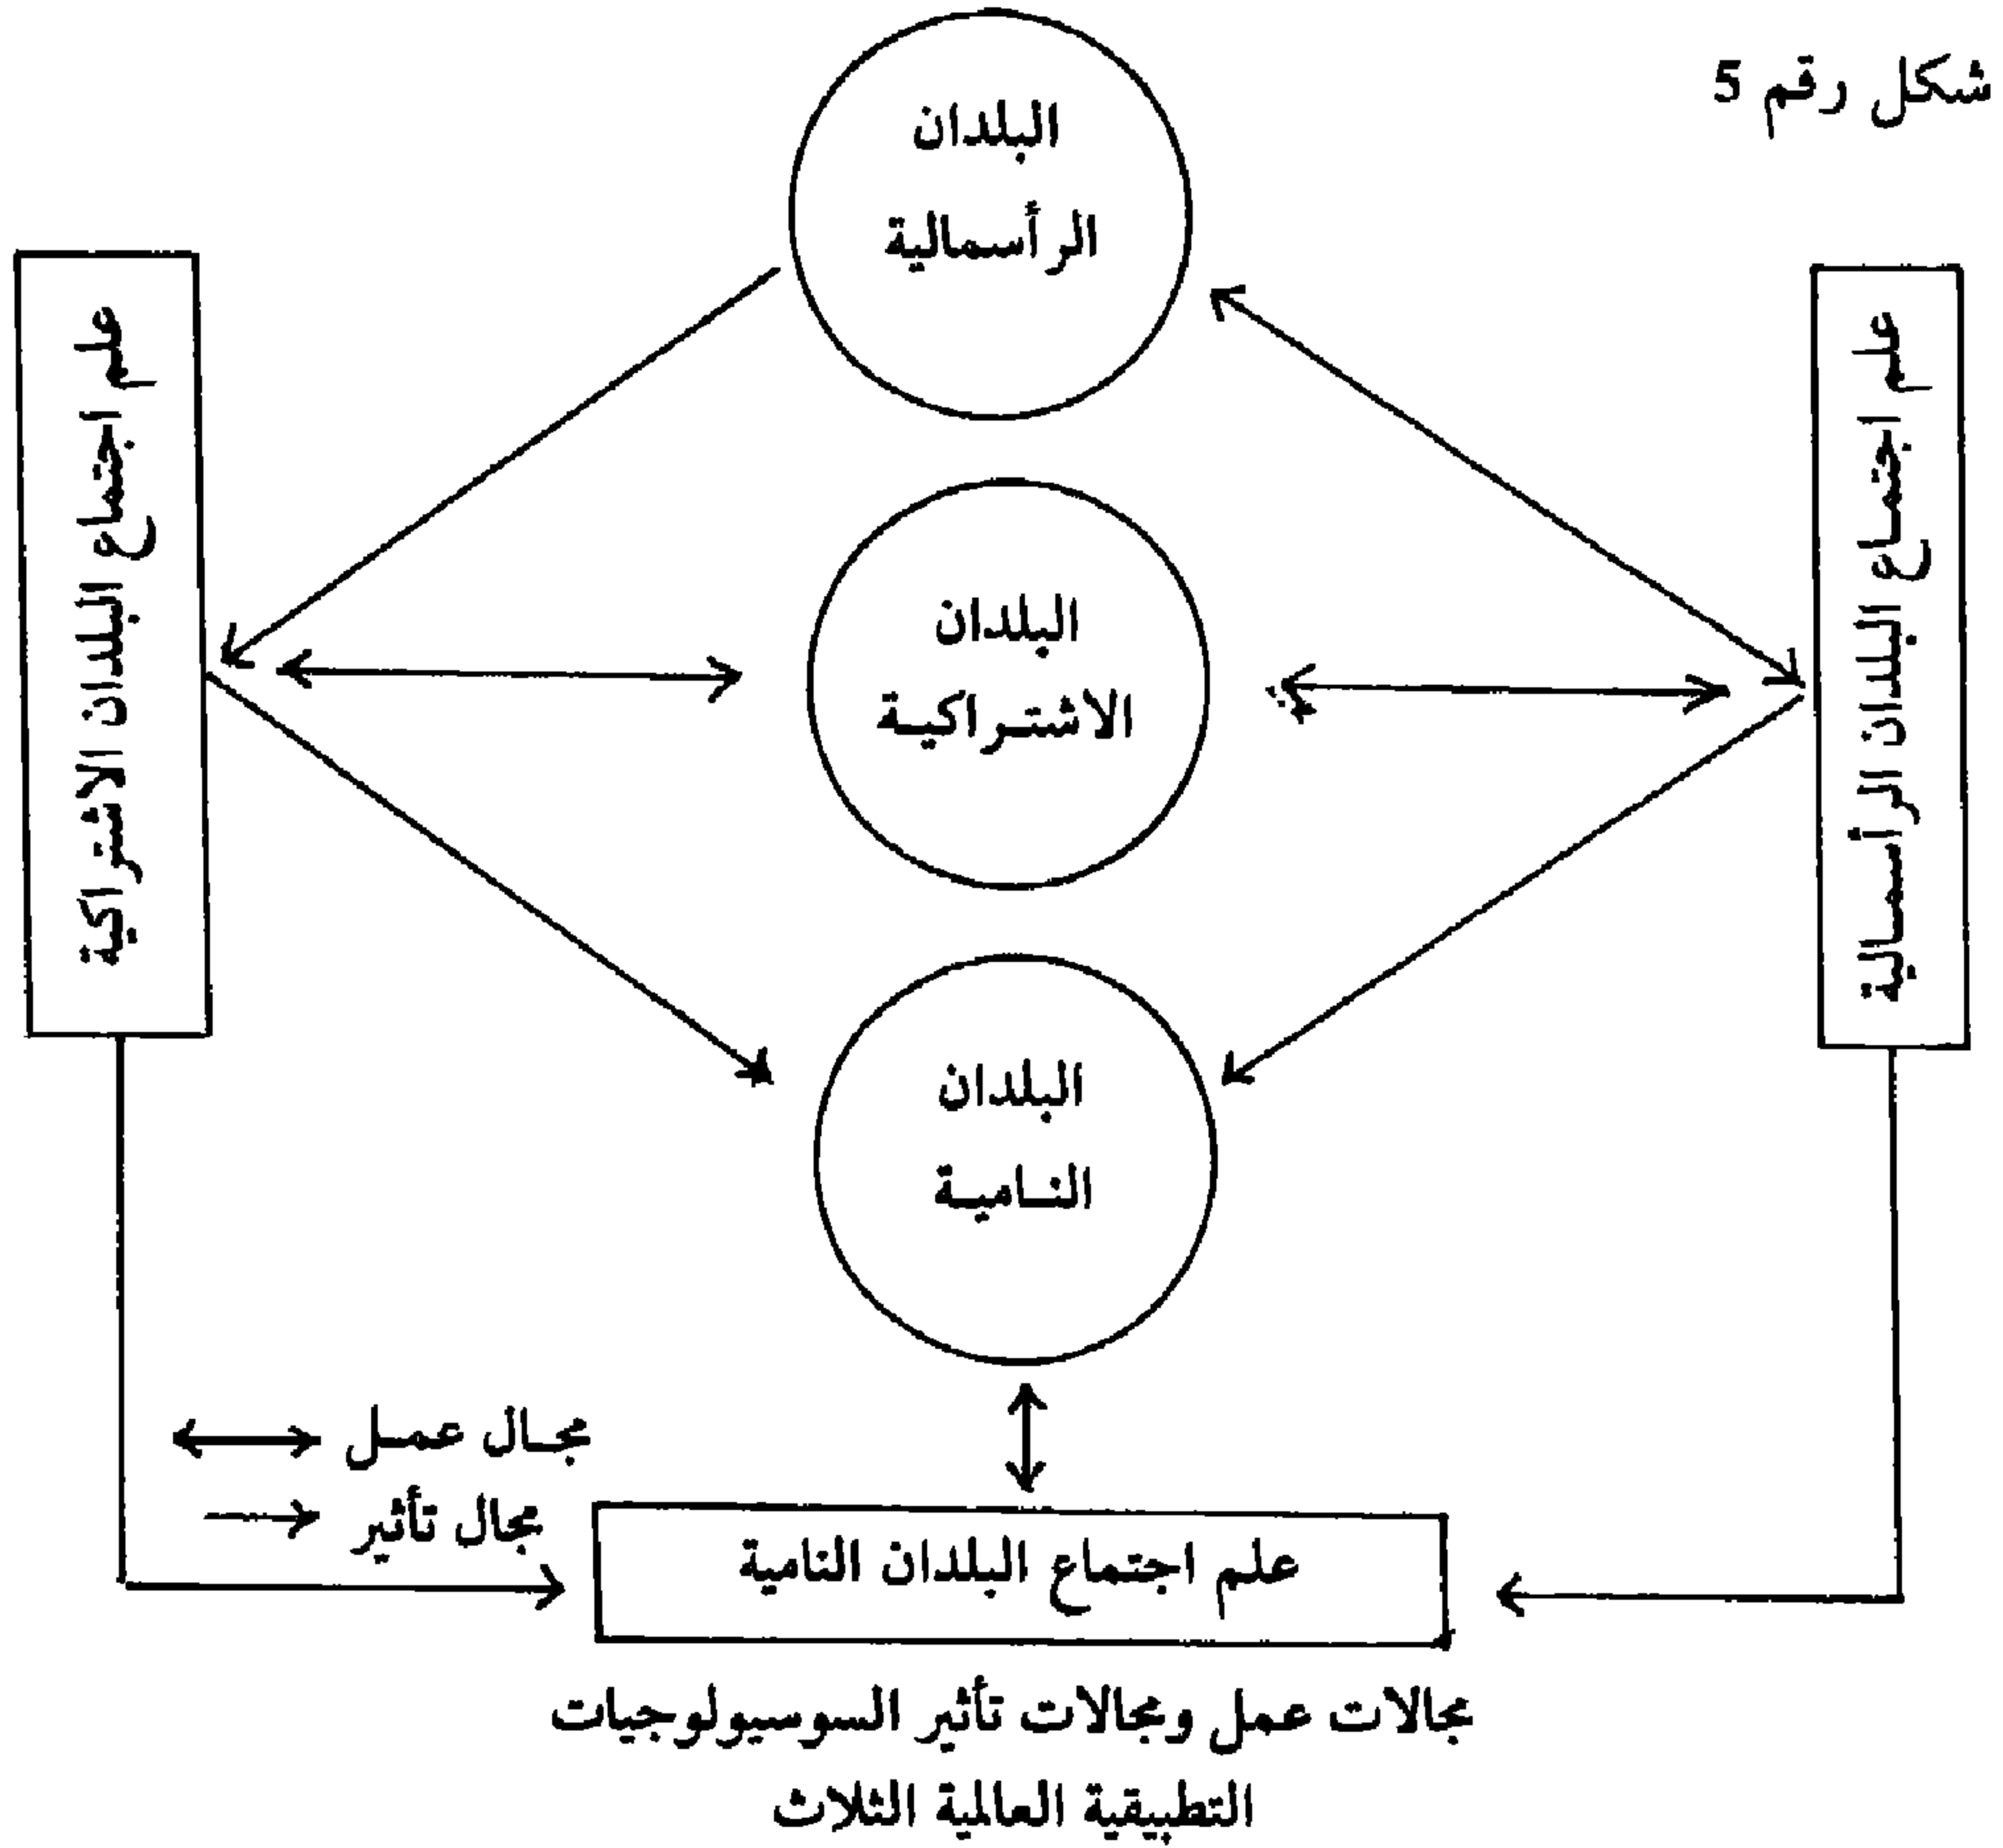 شكل رقم 5
البلدان
الرأسمالية
علم اجتماع البلدان الرأسمالية
البلدان
الاشتراكية
علم اجتماع البلدان الاشتراكية
البلدان
النامية
مجال عمل
مجال تأثير
علم اجتماع البلدان النامية
مجالات عمل ومجالات تأثير السوسيولوجيات
التطبيقية العالمية الثلاث